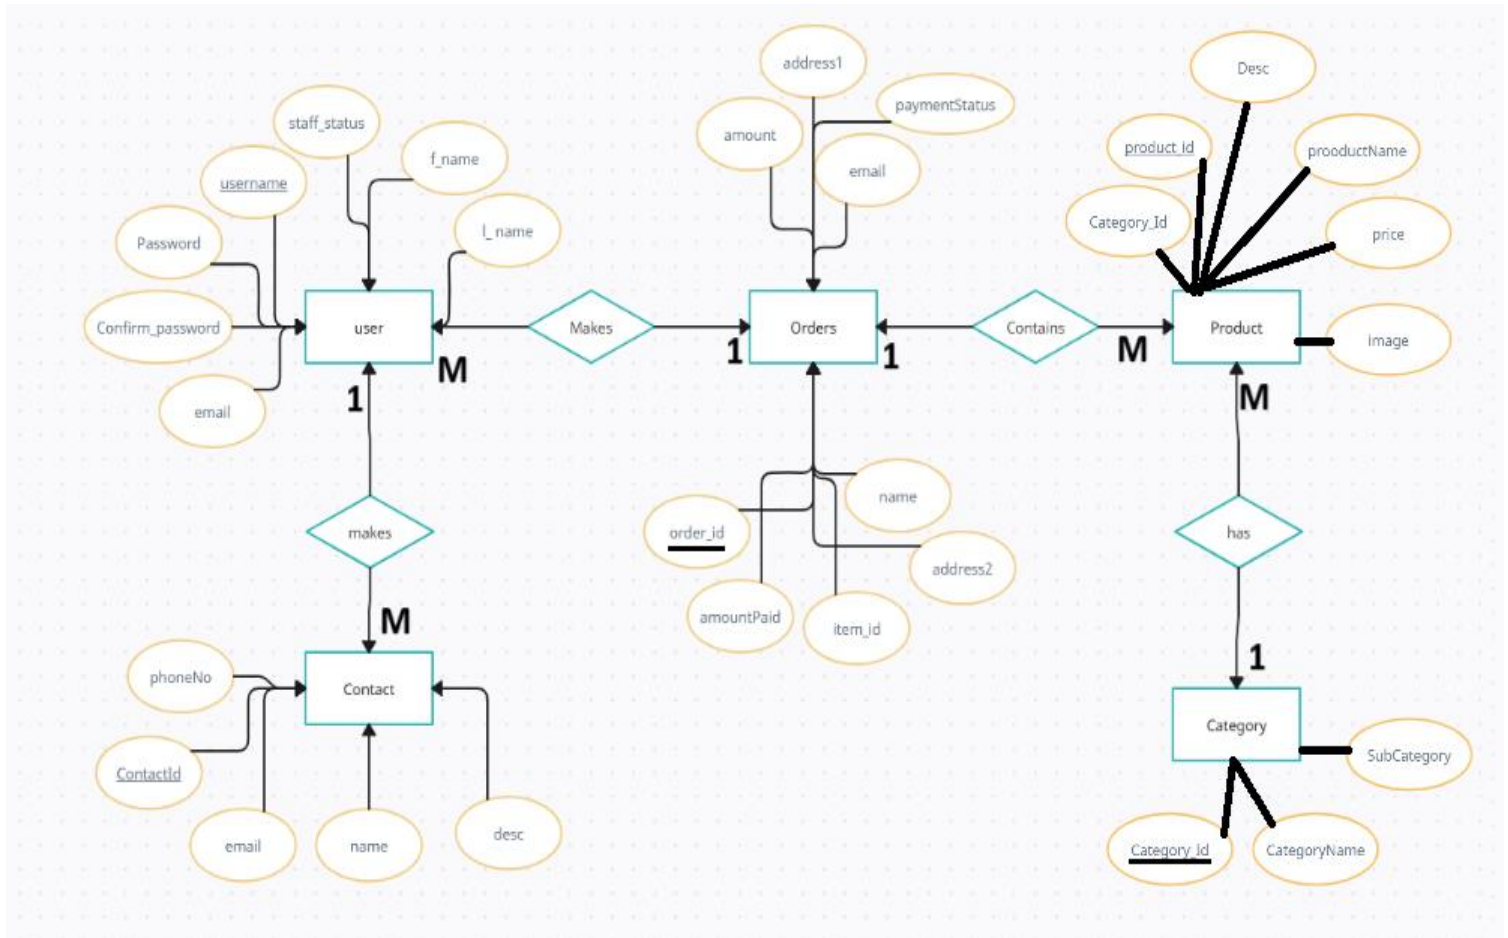 address1
Desc
paymentStatus
staff_status
amount
f_name
product_id
prooductName
email
username
Category_Id
l_name
price
Password
Confirm_password
user
Makes
Orders
Contains
Product
image
1
1
M
M
1
M
email
name
order_id
makes
has
address2
amountPaid
item_id
M
1
phoneNo
Contact
Category
SubCategory
ContactId
email
name
desc
Category_id
CategoryName